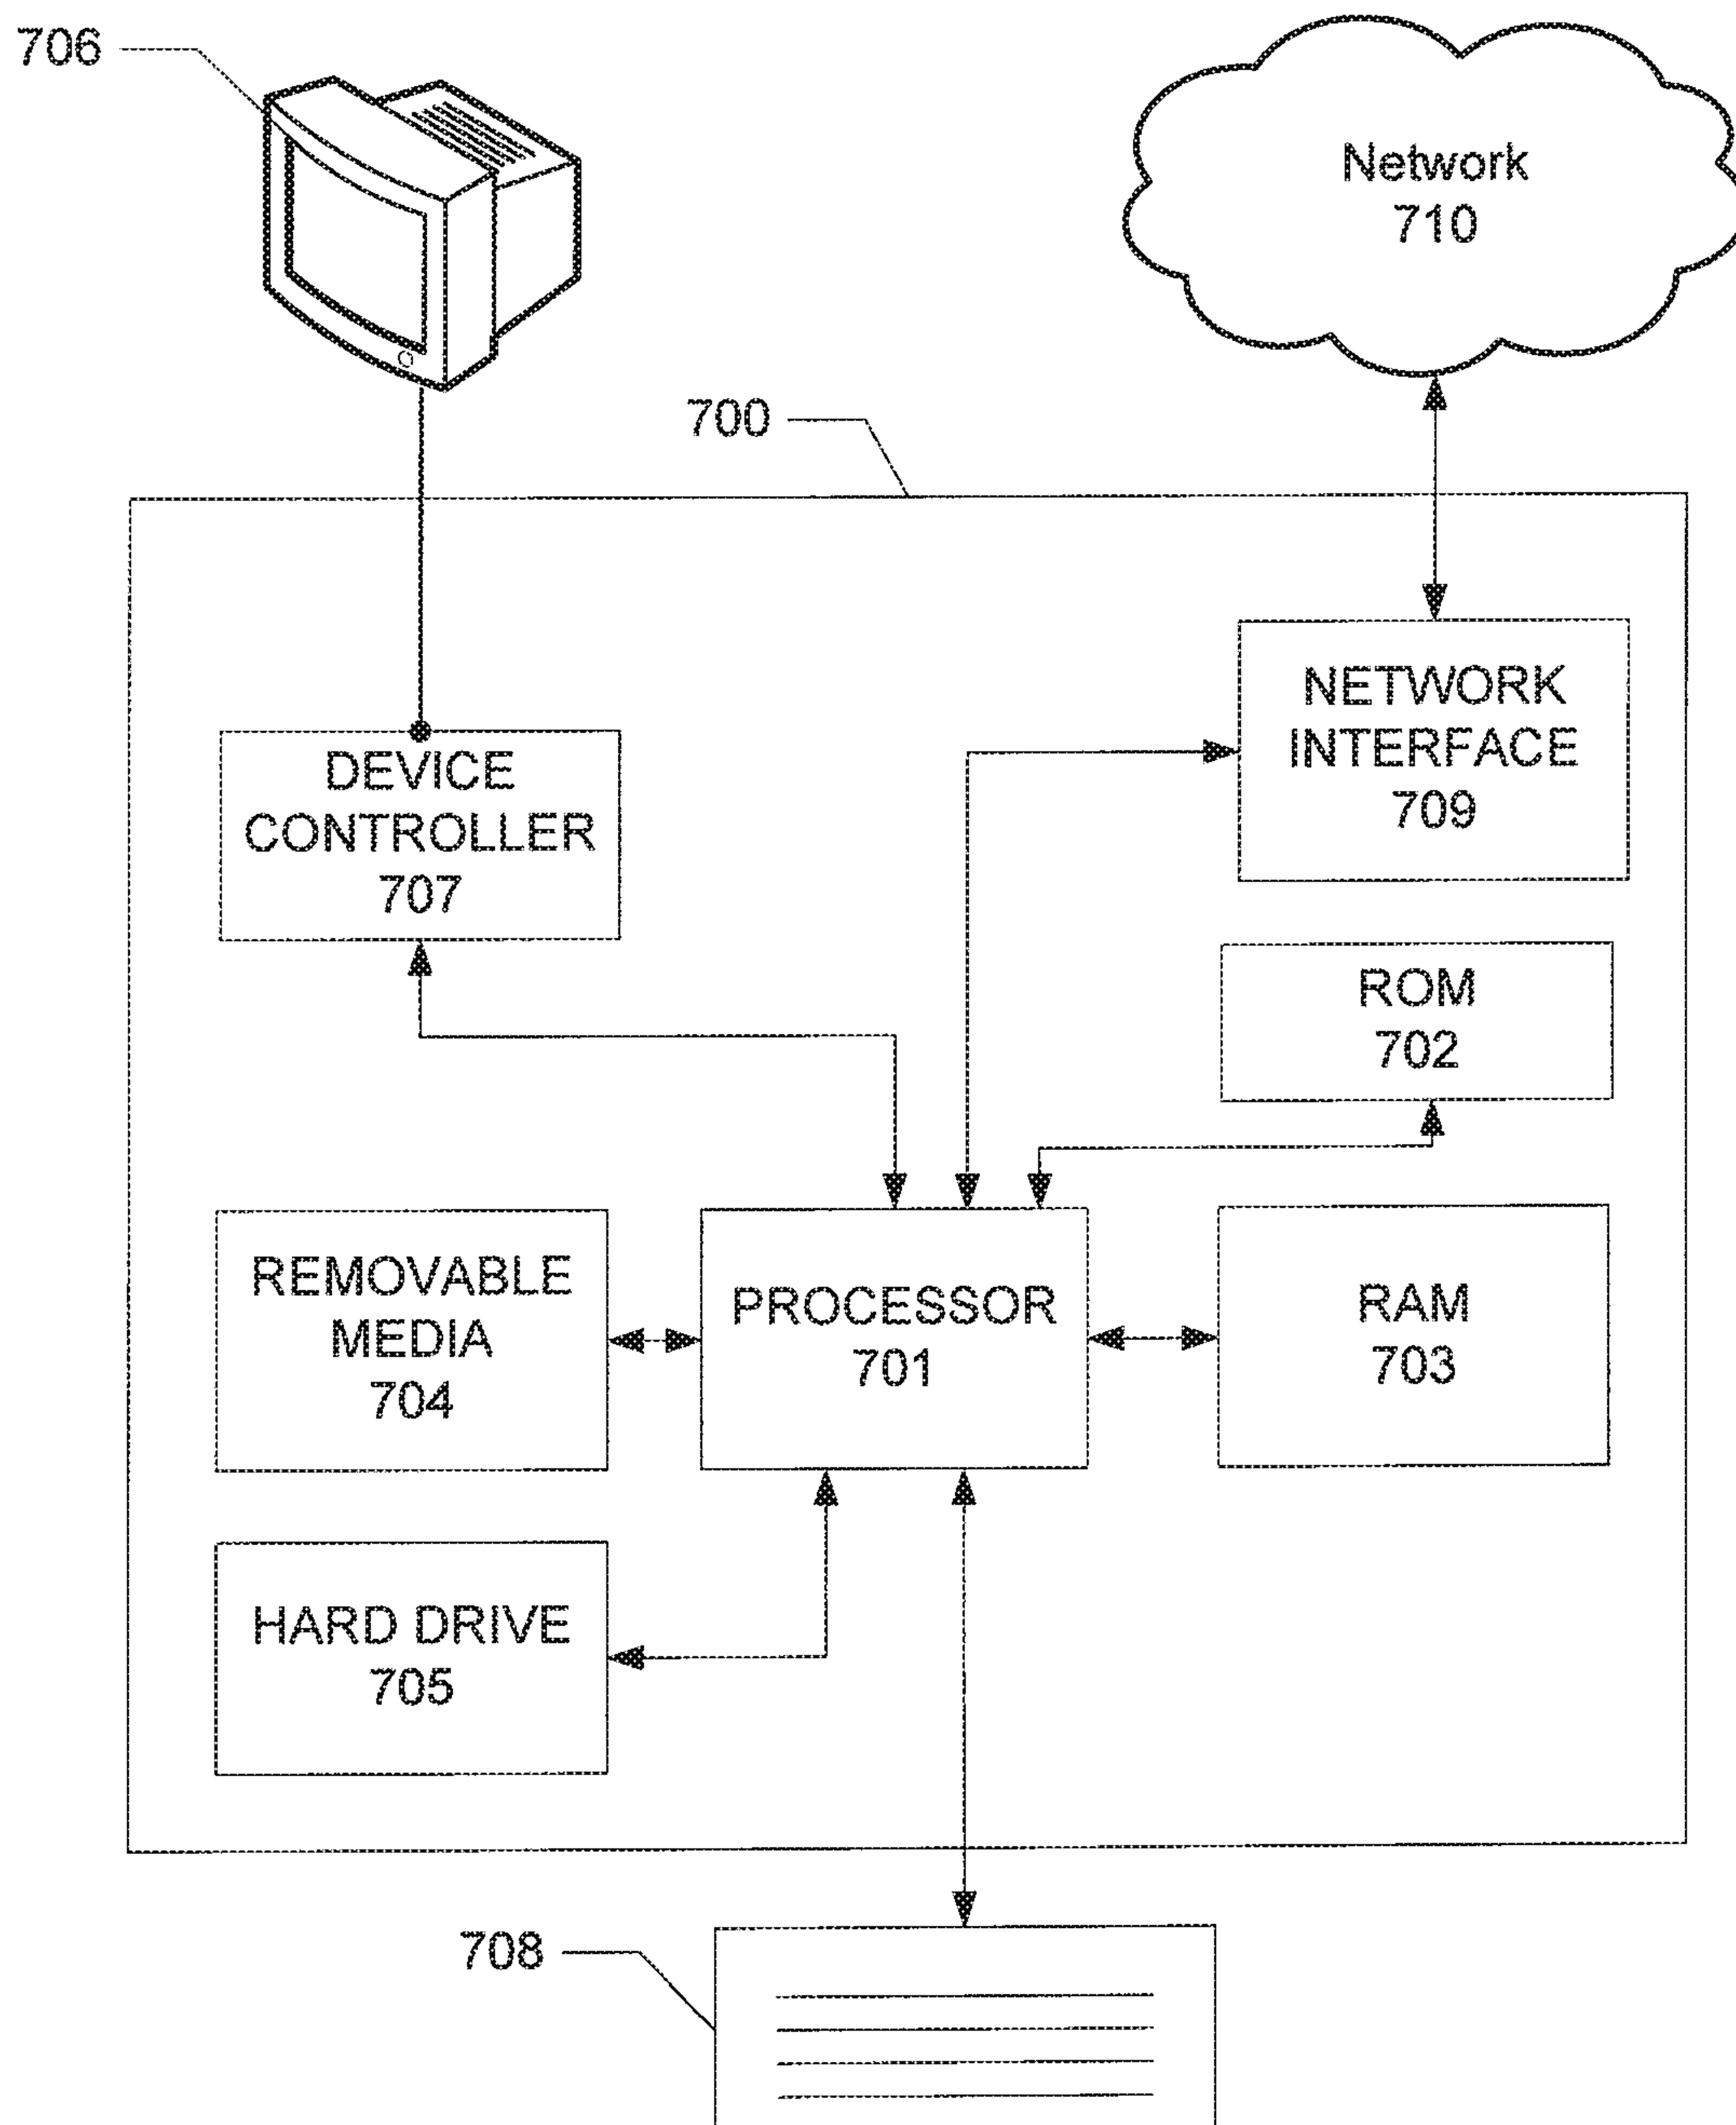 706
Network
710
700
NETWORK
INTERFACE
709
DEVICE
CONTROLLER
707
ROM
702
REMOVABLE
MEDIA
704
PROCESSOR
701
RAM
703
HARD DRIVE
705
708